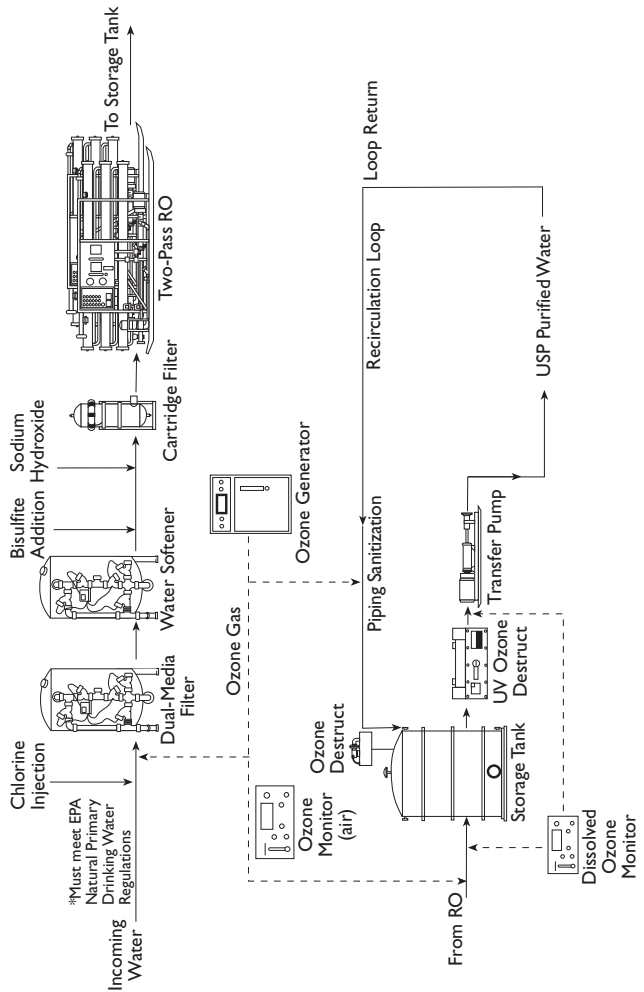 Incoming
Water
*Must meet EPA
Natural Primary
Drinking Water
Regulations
Chlorine
Injection
Dual-Media
Filter
Water Softener
Bisulfite
Addition
Sodium
Hydroxide
Cartridge Filter
Two-Pass RO
To Storage Tank
Ozone Gas
Ozone Generator
Ozone
Monitor
(air)
From RO
Ozone
Destruct
Storage Tank
Piping Sanitization
Recirculation Loop
Loop Return
UV Ozone
Destruct
Transfer Pump
USP Purified Water
Dissolved
Ozone
Monitor